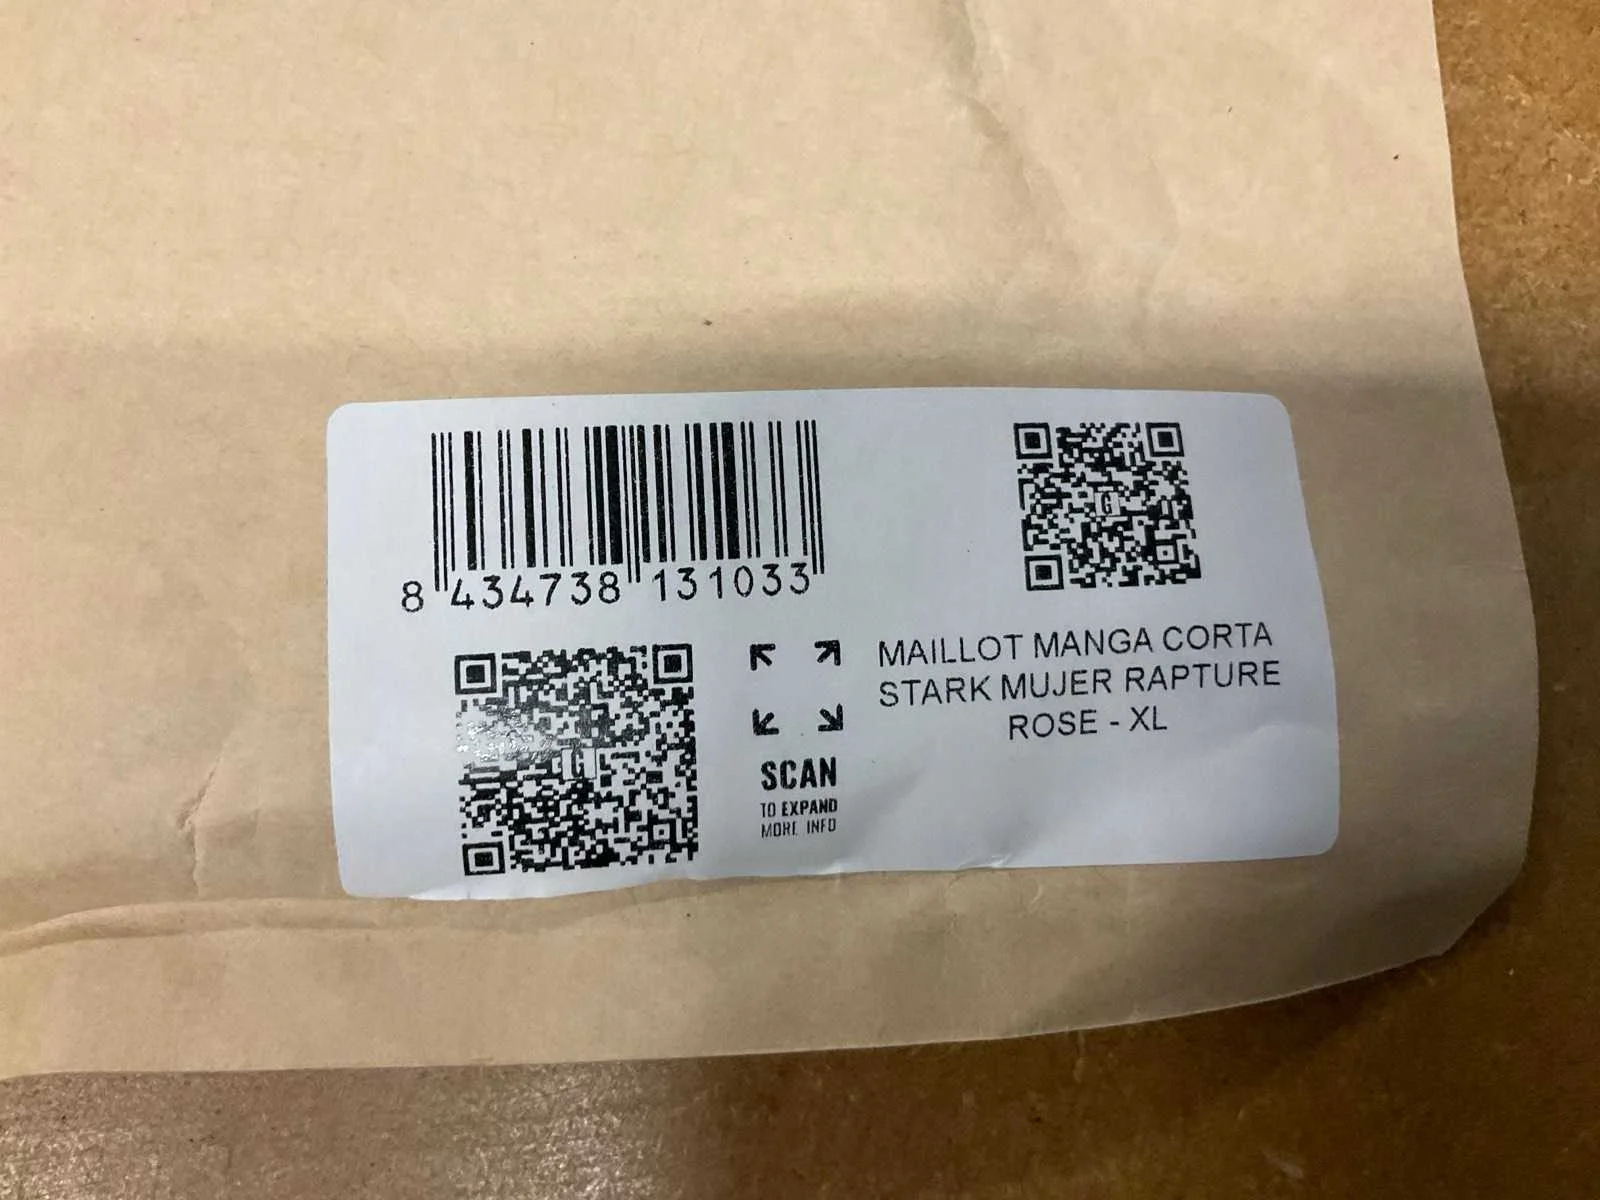 8 434738 131033
G
MAILLOT MANGA CORTA
STARK MUJER RAPTURE
ROSE - XL
G
SCAN
TO EXPAND
MORE INFO